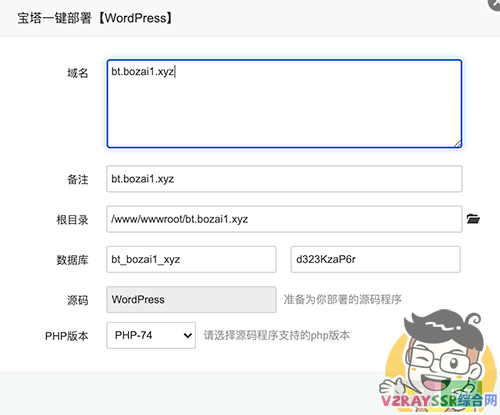 宝塔一键部署【WordPress】
域名 bt.bozai1.xyz
备注 bt.bozai1.xyz
根目录 /www/wwwroot/bt.bozai1.xyz
数据库 bt_bozai1_xyz d323KzaP6r
源码 WordPress 准备为你部署的源码程序
PHP版本 PHP-74 请选择源码程序支持的php版本
V2RAYSSR综合网